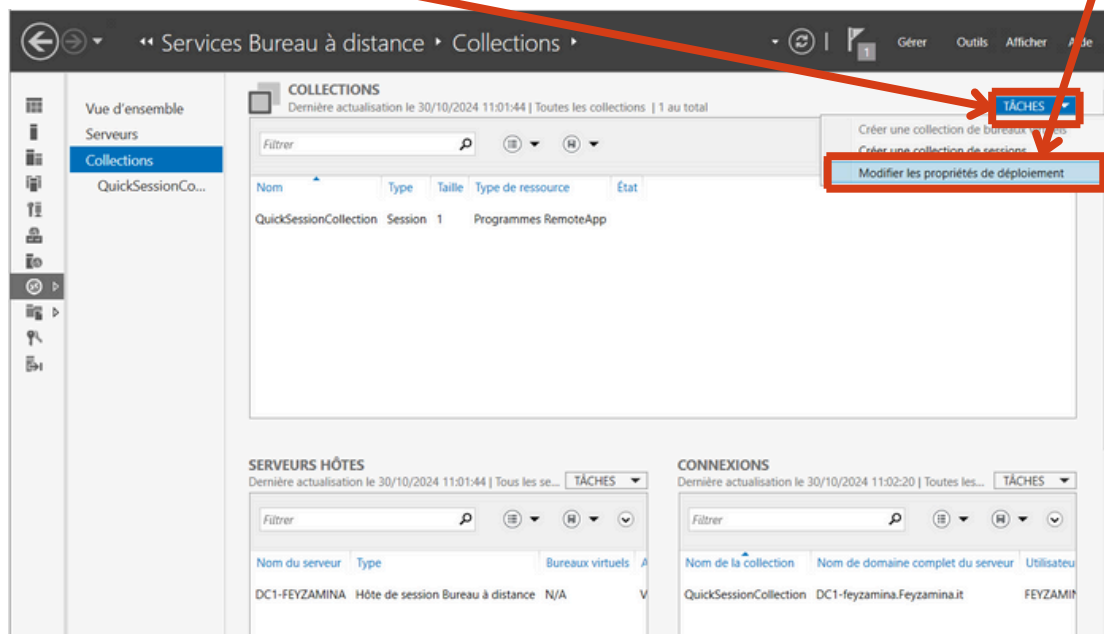 Services Bureau à distance ‣ Collections ‣
1
Gérer
Outils
Afficher
COLLECTIONS
Dernière actualisation le 30/10/2024 11:01:44 | Toutes les collections | 1 au total
TÂCHES
Vue d'ensemble
Serveurs
Collections
QuickSessionCo...
Filtrer
Créer une collection de bureaux virtuels
Créer une collection de sessions
Modifier les propriétés de déploiement
Nom Type Taille Type de ressource État
QuickSessionCollection Session 1 Programmes RemoteApp
SERVEURS HÔTES
Dernière actualisation le 30/10/2024 11:01:44 | Tous les se... TÂCHES
Filtrer
Nom du serveur Type Bureaux virtuels A
DC1-FEYZAMINA Hôte de session Bureau à distance N/A V
CONNEXIONS
Dernière actualisation le 30/10/2024 11:02:20 | Toutes les... TÂCHES
Filtrer
Nom de la collection Nom de domaine complet du serveur Utilisateu
QuickSessionCollection DC1-feyzamina.Feyzamina.it FEYZAMIN